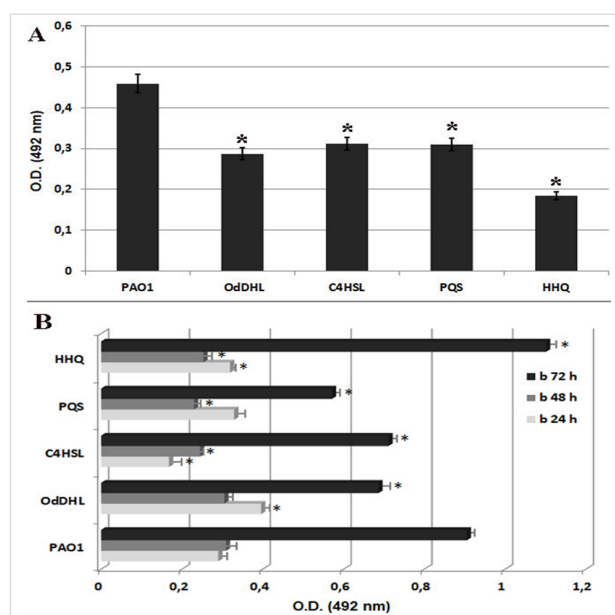 A
0,6
0,5
0,4
0,3
0,2
0,1
0
O.D. (492 nm)
* * * *
PAO1 OdDHL C4HSL PQS HHQ
B
HHQ
PQS
C4HSL
OdDHL
PAO1
* * *
* *
* * *
* *
b 72 h
b 48 h
b 24 h
0 0,2 0,4 0,6 0,8 1 1,2
O.D. (492 nm)